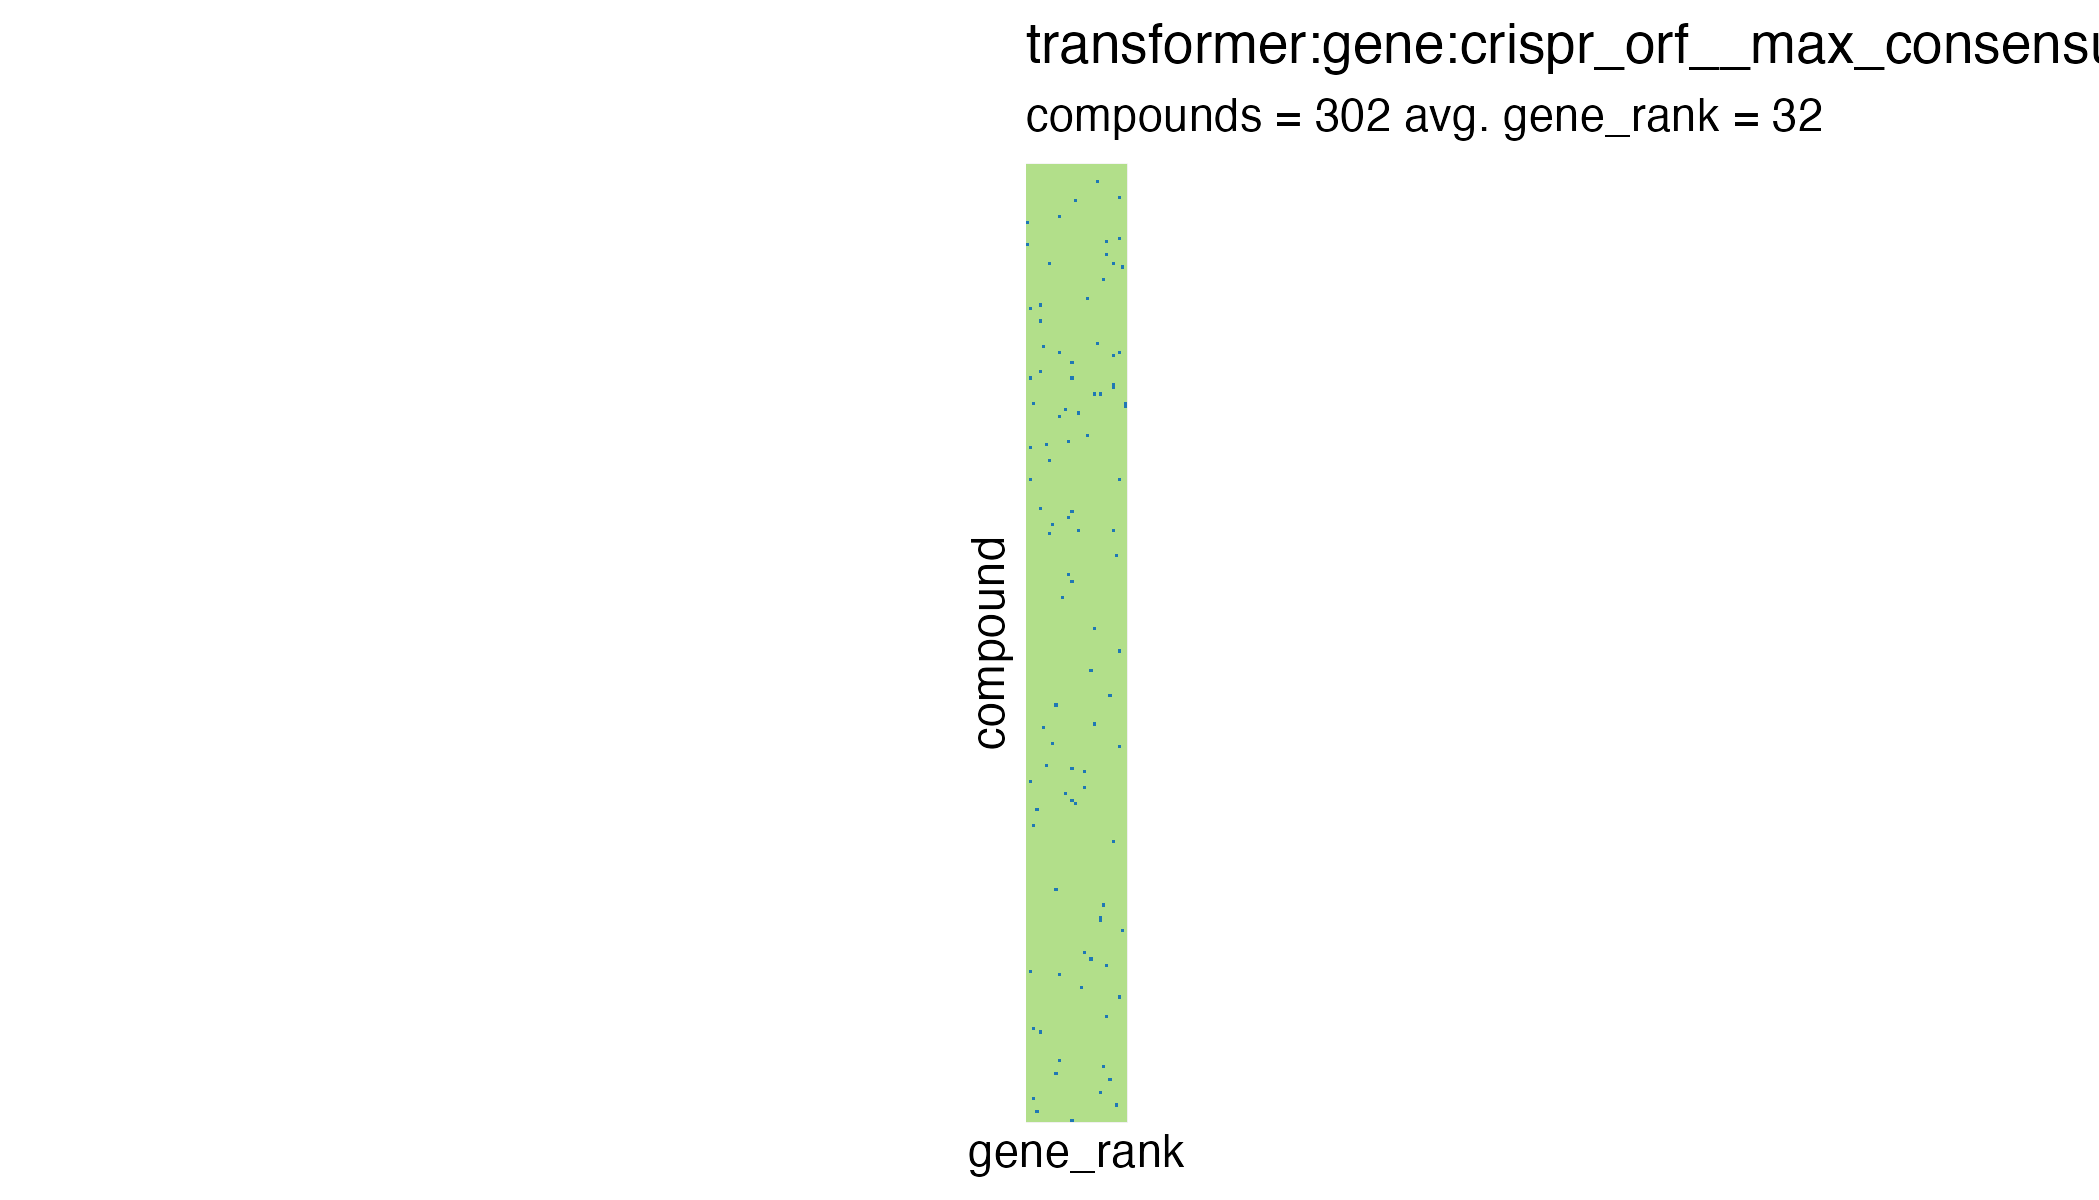 transformer:gene:crispr_orf__max_consensu
compounds = 302 avg. gene_rank = 32
compound
gene_rank